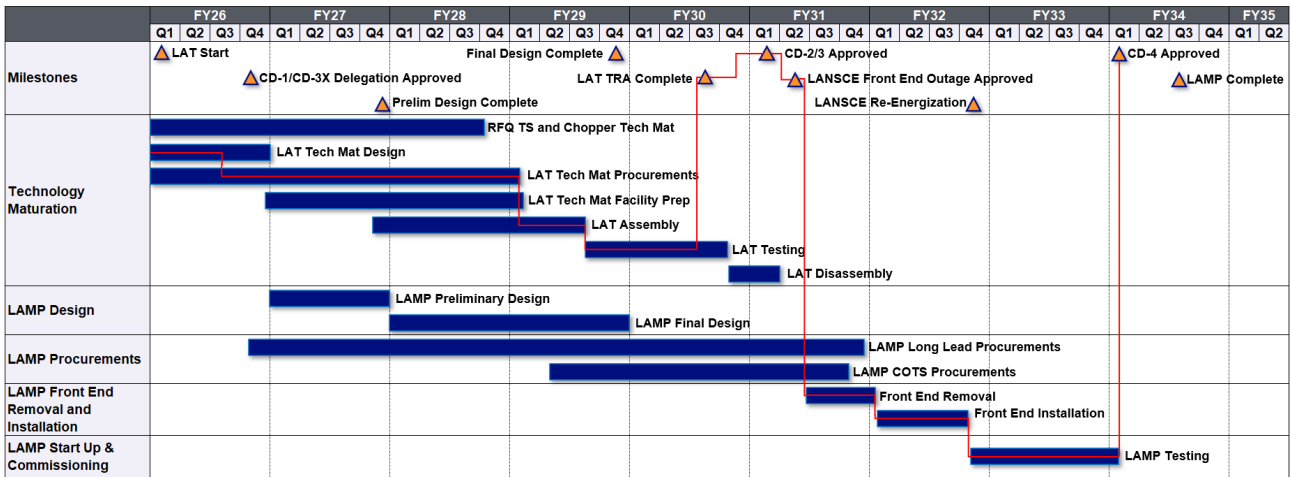 FY26 FY27 FY28 FY29 FY30 FY31 FY32 FY33 FY34 FY35
Q1 Q2 Q3 Q4 Q1 Q2 Q3 Q4 Q1 Q2 Q3 Q4 Q1 Q2 Q3 Q4 Q1 Q2 Q3 Q4 Q1 Q2 Q3 Q4 Q1 Q2 Q3 Q4 Q1 Q2 Q3 Q4 Q1 Q2 Q3 Q4 Q1 Q2
Milestones
LAT Start
Final Design Complete
CD-2/3 Approved
CD-4 Approved
CD-1/CD-3X Delegation Approved
LAT TRA Complete
LANSCE Front End Outage Approved
LAMP Complete
Prelim Design Complete
LANSCE Re-Energization
Technology
Maturation
RFQ TS and Chopper Tech Mat
LAT Tech Mat Design
LAT Tech Mat Procurements
LAT Tech Mat Facility Prep
LAT Assembly
LAT Testing
LAT Disassembly
LAMP Design
LAMP Preliminary Design
LAMP Final Design
LAMP Procurements
LAMP Long Lead Procurements
LAMP COTS Procurements
LAMP Front End
Removal and
Installation
Front End Removal
Front End Installation
LAMP Start Up &
Commissioning
LAMP Testing